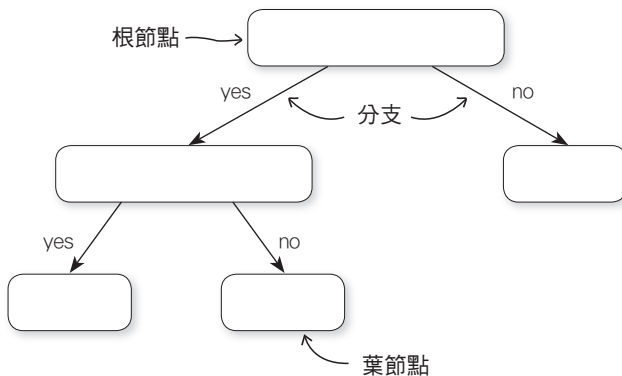 根節點
yes
分支
no
yes
no
葉節點